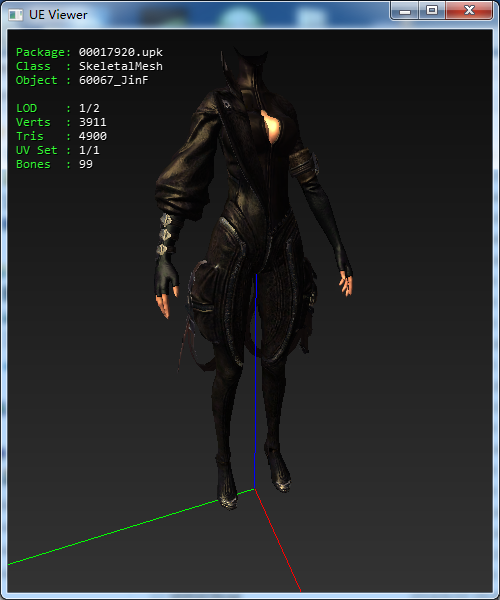 UE Viewer
Package: 00017920.upk
Class : SkeletalMesh
Object : 60067_JinF
LOD : 1/2
Verts : 3911
Tris : 4900
UV Set : 1/1
Bones : 99